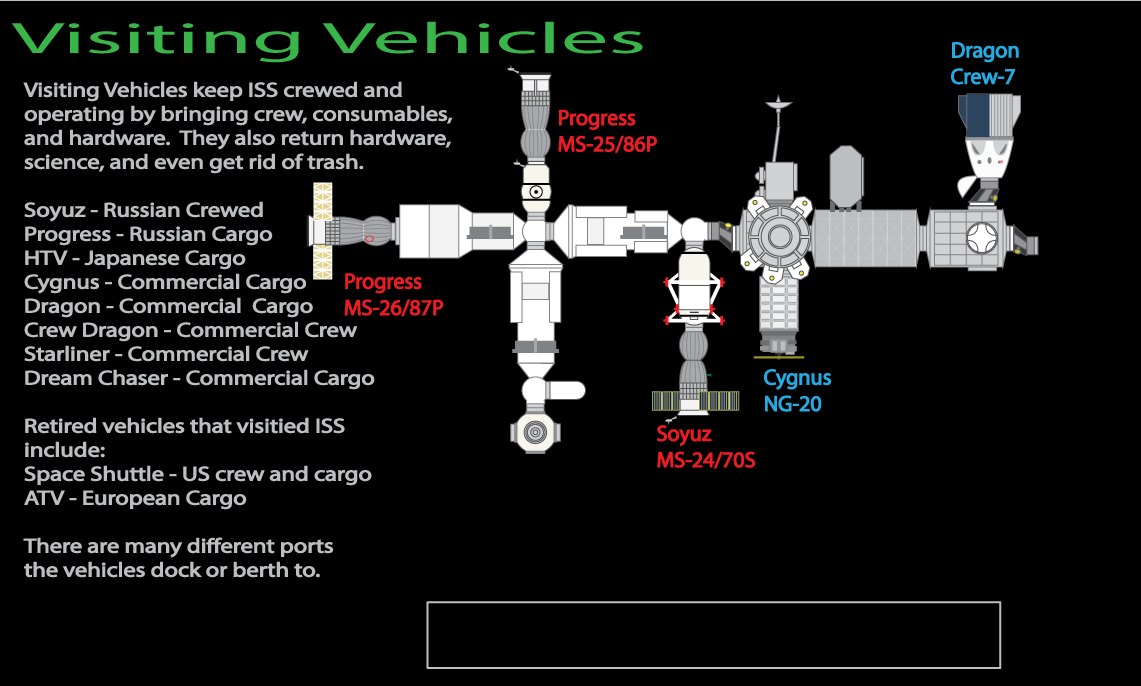 Visiting Vehicles
Visiting Vehicles keep ISS crewed and
operating by bringing crew, consumables,
and hardware.  They also return hardware,
science, and even get rid of trash.
Soyuz - Russian Crewed
Progress - Russian Cargo
HTV - Japanese Cargo
Cygnus - Commercial Cargo
Dragon - Commercial  Cargo
Crew Dragon - Commercial Crew
Starliner - Commercial Crew
Dream Chaser - Commercial Cargo
Retired vehicles that visitied ISS
include:
Space Shuttle - US crew and cargo
ATV - European Cargo
There are many different ports
the vehicles dock or berth to.
Progress
MS-25/86P
Progress
MS-26/87P
Dragon
Crew-7
Cygnus
NG-20
Soyuz
MS-24/70S